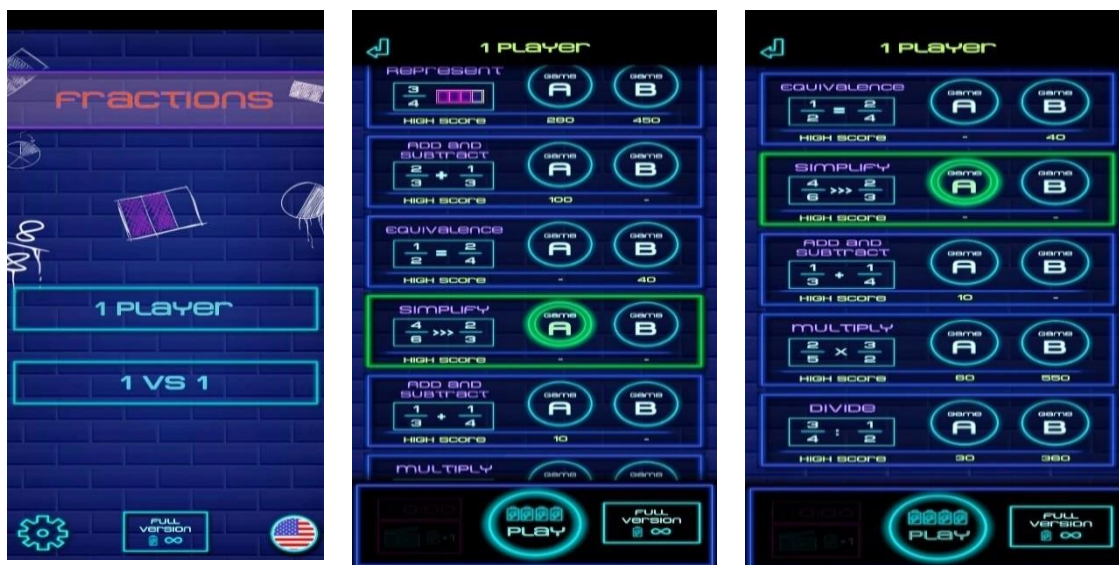 Fractions
1 Player
1 VS 1
Full
version
∞
1 Player
Represent
3
4
Game A
Game B
High Score 280 450
Add and
Subtract
2/3 + 1/3
Game A
Game B
High Score 100 -
Equivalence
1/2 = 2/4
Game A
Game B
High Score - 40
Simplify
4/6 >>> 2/3
Game A
Game B
High Score - -
Add and
Subtract
1/3 + 1/4
Game A
Game B
High Score 10 -
Multiply
Game
Game
Play
Full
version
∞
1 Player
Equivalence
1/2 = 2/4
Game A
Game B
High Score - 40
Simplify
4/6 >>> 2/3
Game A
Game B
High Score - -
Add and
Subtract
1/3 + 1/4
Game A
Game B
High Score 10 -
Multiply
2/5 × 3/2
Game A
Game B
High Score 60 550
Divide
3/4 : 1/2
Game A
Game B
High Score 30 360
Play
Full
version
∞